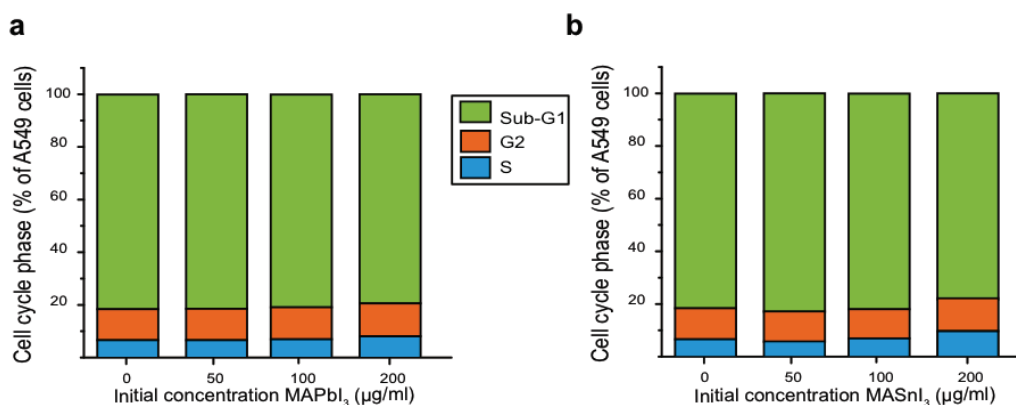 a
Cell cycle phase (% of A549 cells)
100
80
60
40
20
0 50 100 200
Initial concentration MAPbI₃ (µg/ml)
Sub-G1
G2
S
b
Cell cycle phase (% of A549 cells)
100
80
60
40
20
0 50 100 200
Initial concentration MASnI₃ (µg/ml)